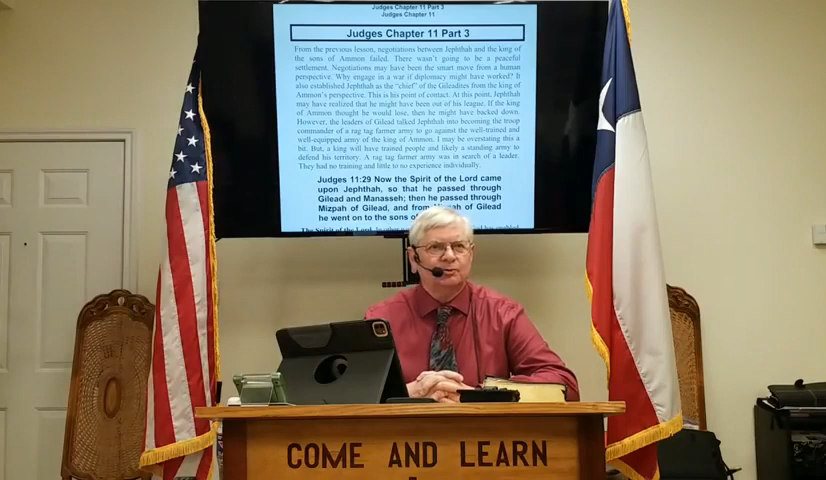 Judges Chapter 11 Part 3
Judges Chapter 11
Judges Chapter 11 Part 3
From the previous lesson, negotiations between Jephthah and the king of
the sons of Ammon failed. There wasn't going to be a peaceful
settlement. Negotiations may have been the smart move from a human
perspective. Why engage in a war if diplomacy might have worked? It
also established Jephthah as the "chief" of the Gileadites from the king of
Ammon's perspective. This is his point of contact. At this point, Jephthah
may have realized that he might have been out of his league. If the king
of Ammon thought he would lose, then he might have backed down.
However, the leaders of Gilead talked Jephthah into becoming the troop
commander of a rag tag farmer army to go against the well-trained and
well-equipped army of the king of Ammon. I may be overstating this a
bit. But, a king will have trained people and likely a standing army to
defend his territory. A rag tag farmer army was in search of a leader.
They had no training and little to no experience individually.
Judges 11:29 Now the Spirit of the Lord came
upon Jephthah, so that he passed through
Gilead and Manasseh; then he passed through
Mizpah of Gilead, and from Mizpah of Gilead
he went on to the sons of
The Spirit of the Lord
COME AND LEARN